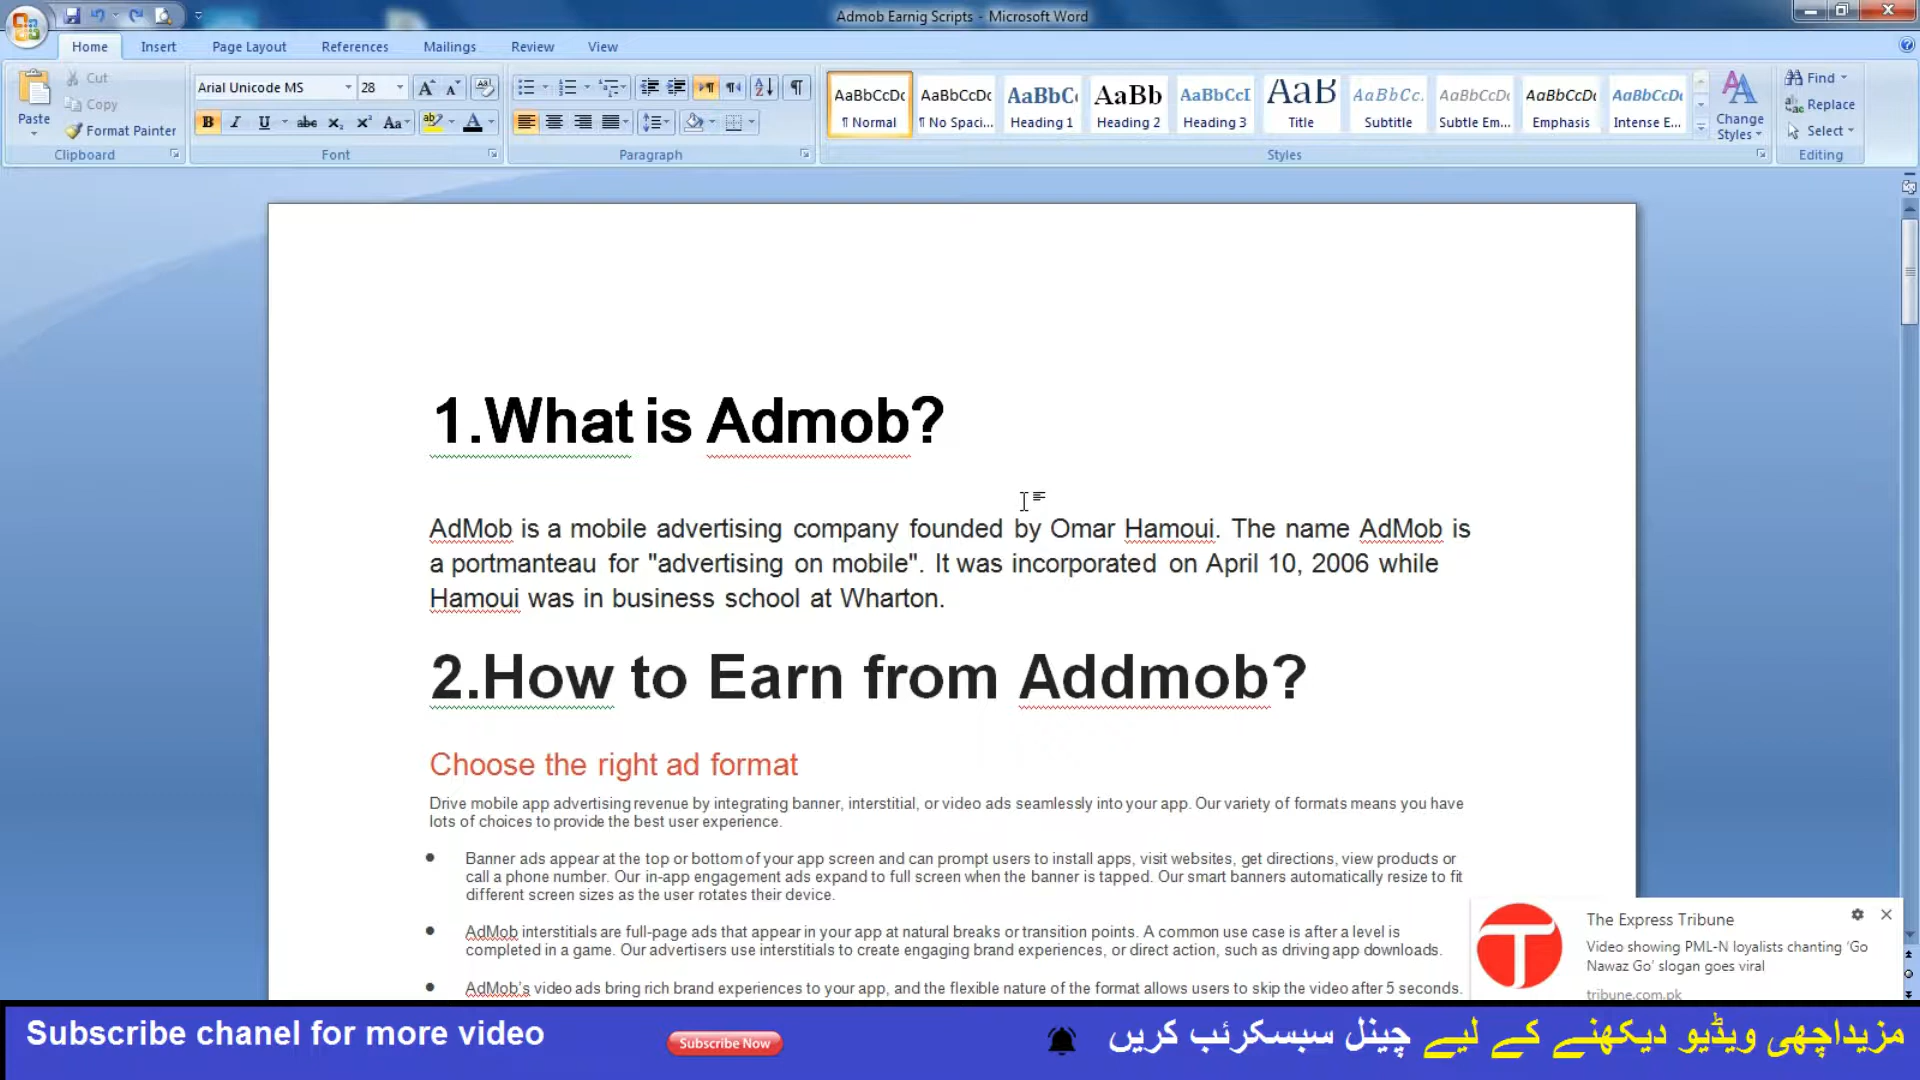 Admob Earnig Scripts - Microsoft Word
Home Insert Page Layout References Mailings Review View
Paste
Cut
Copy
Format Painter
Clipboard
Arial Unicode MS 28
Font
Paragraph
AaBbCcDc AaBbCcDc AaBbC AaBb AaBbCcI AaB AaBbCc. AaBbCcDc AaBbCcDc AaBbCcDc
¶ Normal ¶ No Spaci... Heading 1 Heading 2 Heading 3 Title Subtitle Subtle Em... Emphasis Intense E...
Styles
Change Styles
Find
Replace
Select
Editing
1.What is Admob?
AdMob is a mobile advertising company founded by Omar Hamoui. The name AdMob is
a portmanteau for "advertising on mobile". It was incorporated on April 10, 2006 while
Hamoui was in business school at Wharton.
2.How to Earn from Addmob?
Choose the right ad format
Drive mobile app advertising revenue by integrating banner, interstitial, or video ads seamlessly into your app. Our variety of formats means you have
lots of choices to provide the best user experience.
● Banner ads appear at the top or bottom of your app screen and can prompt users to install apps, visit websites, get directions, view products or
call a phone number. Our in-app engagement ads expand to full screen when the banner is tapped. Our smart banners automatically resize to fit
different screen sizes as the user rotates their device.
● AdMob interstitials are full-page ads that appear in your app at natural breaks or transition points. A common use case is after a level is
completed in a game. Our advertisers use interstitials to create engaging brand experiences, or direct action, such as driving app downloads.
● AdMob's video ads bring rich brand experiences to your app, and the flexible nature of the format allows users to skip the video after 5 seconds.
The Express Tribune
Video showing PML-N loyalists chanting 'Go
Nawaz Go' slogan goes viral
tribune.com.pk
Subscribe chanel for more video
Subscribe Now
مزیداچھی ویڈیو دیکھنے کے لیے چینل سبسکرئب کریں